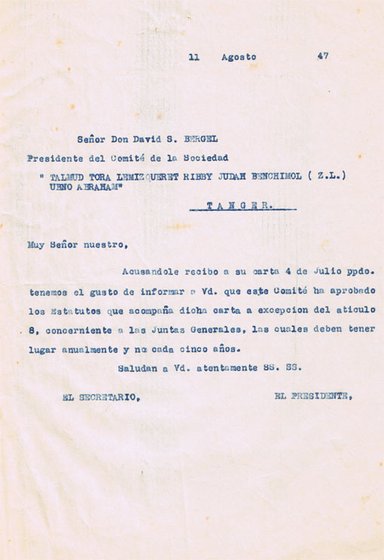 11 Agosto 47
Señor Don David S. BERGEL
Presidente del Comité de la Sociedad
" TALMUD TORA LEMIZQUERET RIBBY JUDAH BENCHIMOL ( Z.L.)
UBNO ABRAHAM"
T A N G E R.
Muy Señor nuestro,
Acusandole recibo a su carta 4 de Julio ppdo.
tenemos el gusto de informar a Vd. que este Comité ha aprobado
los Estatutos que acompaña dicha carta a excepcion del aticulo
8, concerniente a las Juntas Generales, las cuales deben tener
lugar anualmente y no cada cinco años.
Saludan a Vd. atentamente SS. SS.
EL SECRETARIO, EL PRESIDENTE,